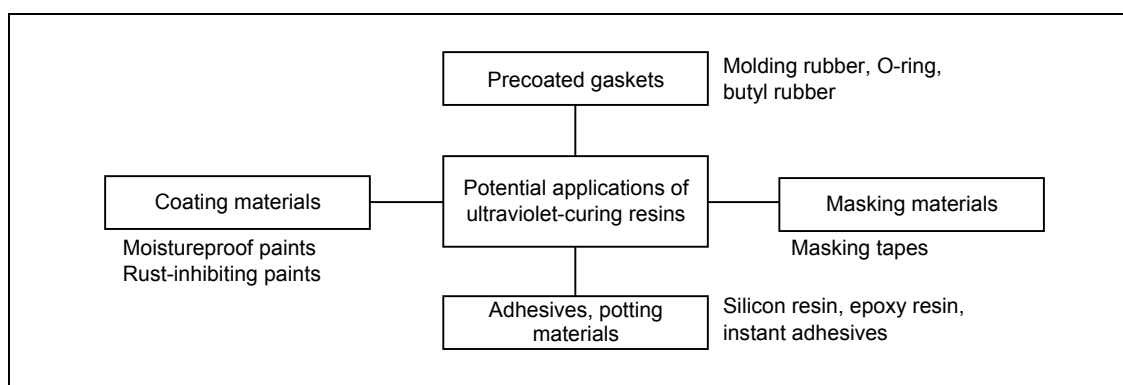 Precoated gaskets
Molding rubber, O-ring,
butyl rubber
Coating materials
Moistureproof paints
Rust-inhibiting paints
Potential applications of
ultraviolet-curing resins
Masking materials
Masking tapes
Adhesives, potting
materials
Silicon resin, epoxy resin,
instant adhesives